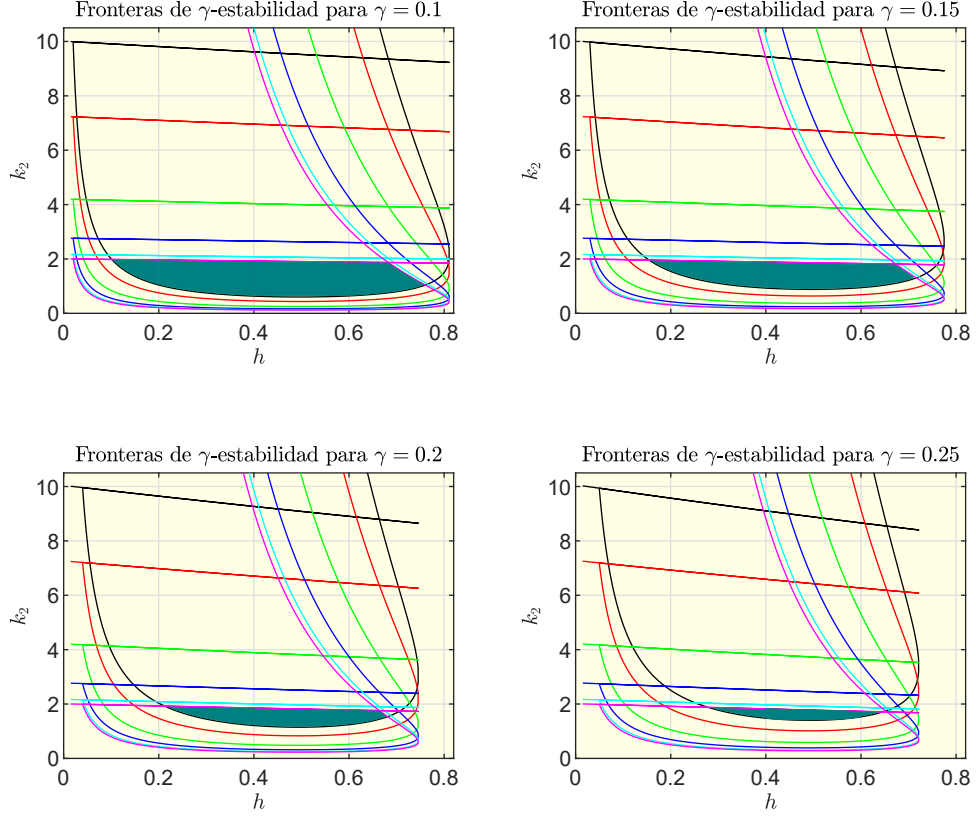 Fronteras de γ-estabilidad para γ = 0.1
10
8
6
4
2
0
k₂
0 0.2 0.4 0.6 0.8
h
Fronteras de γ-estabilidad para γ = 0.15
10
8
6
4
2
0
k₂
0 0.2 0.4 0.6 0.8
h
Fronteras de γ-estabilidad para γ = 0.2
10
8
6
4
2
0
k₂
0 0.2 0.4 0.6 0.8
h
Fronteras de γ-estabilidad para γ = 0.25
10
8
6
4
2
0
k₂
0 0.2 0.4 0.6 0.8
h